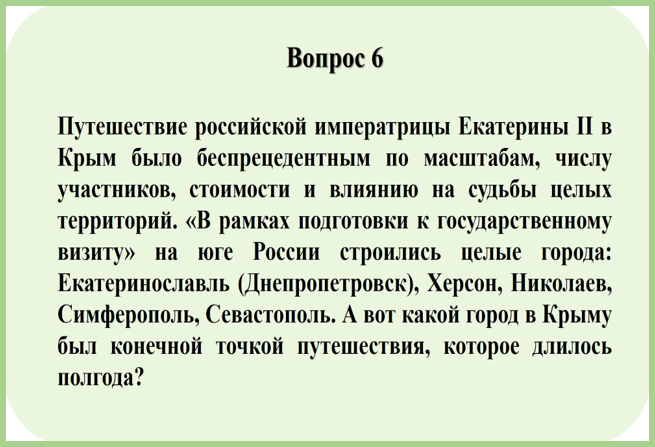 Вопрос 6
Путешествие российской императрицы Екатерины II в
Крым было беспрецедентным по масштабам, числу
участников, стоимости и влиянию на судьбы целых
территорий. «В рамках подготовки к государственному
визиту» на юге России строились целые города:
Екатеринославль (Днепропетровск), Херсон, Николаев,
Симферополь, Севастополь. А вот какой город в Крыму
был конечной точкой путешествия, которое длилось
полгода?